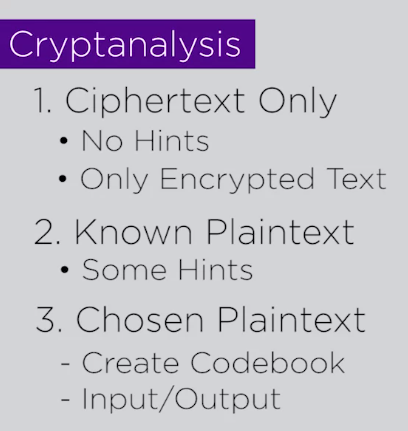 Cryptanalysis
1. Ciphertext Only
• No Hints
• Only Encrypted Text
2. Known Plaintext
• Some Hints
3. Chosen Plaintext
- Create Codebook
- Input/Output